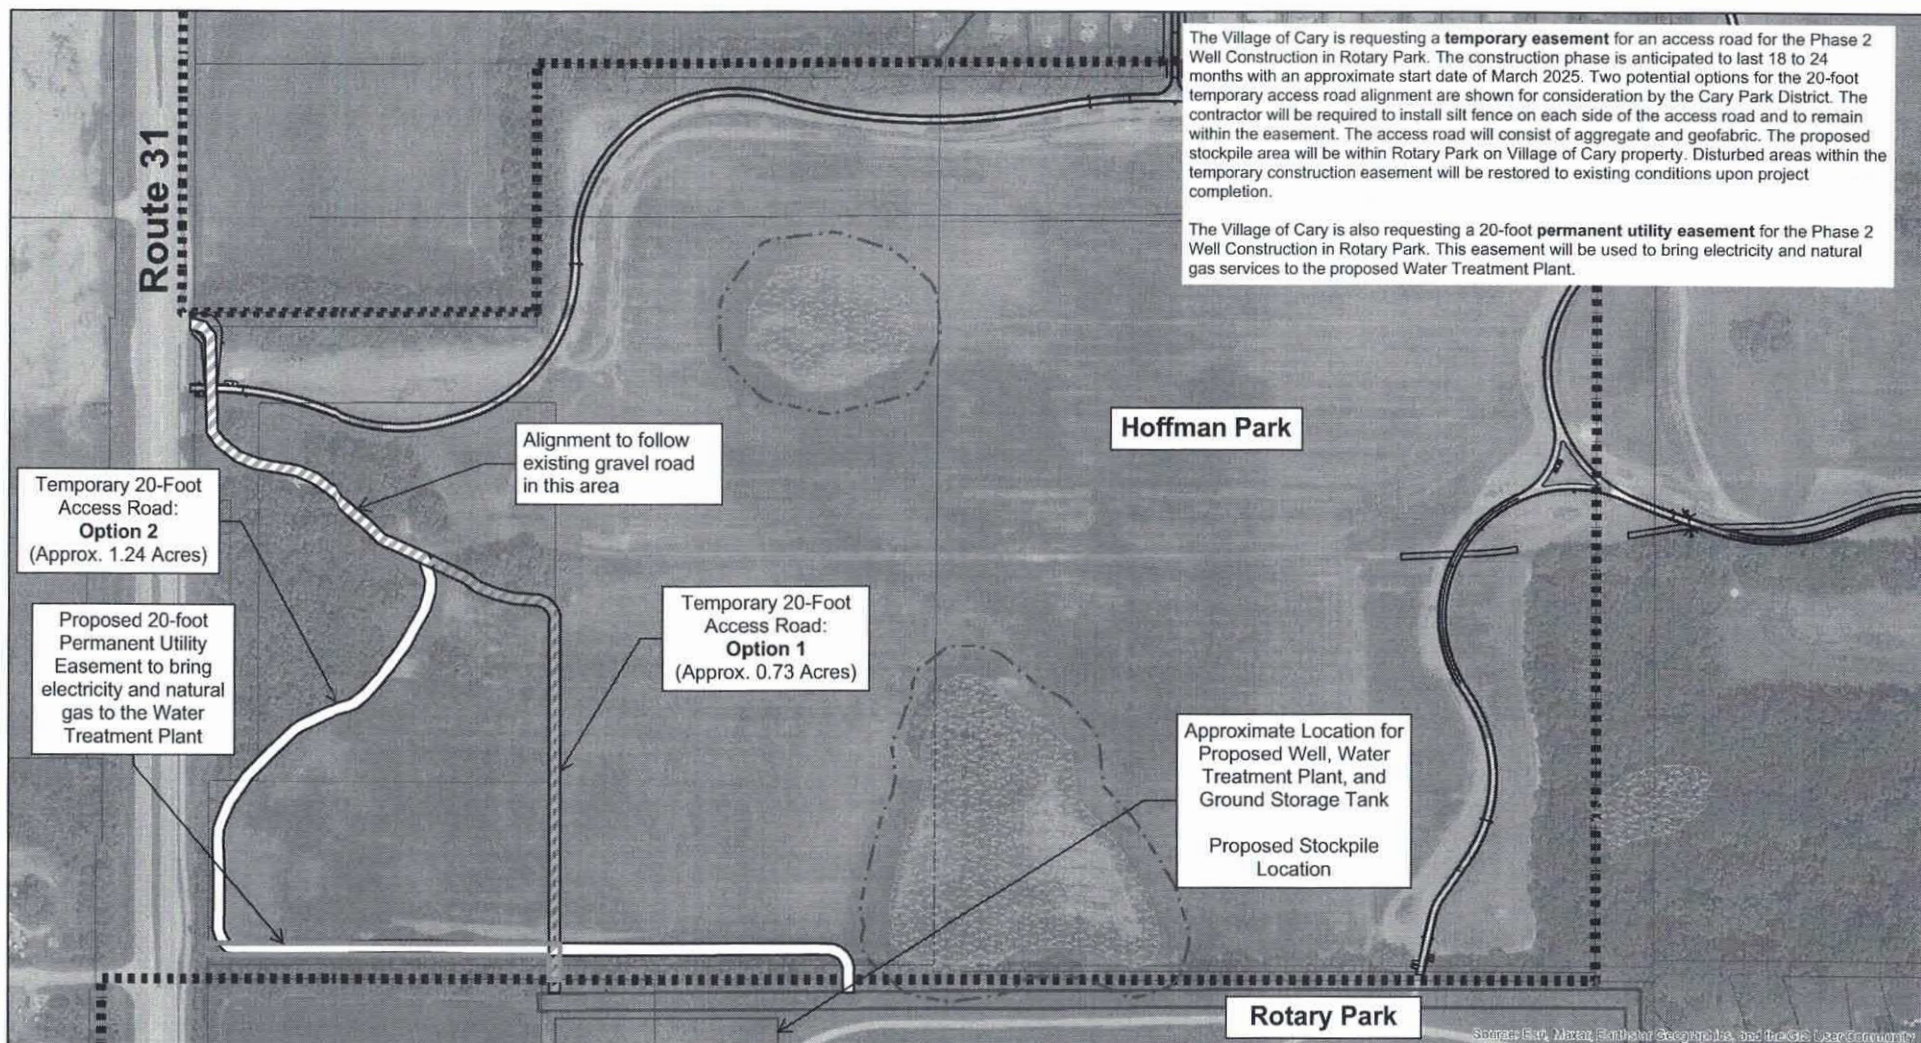 The Village of Cary is requesting a temporary easement for an access road for the Phase 2
Well Construction in Rotary Park. The construction phase is anticipated to last 18 to 24
months with an approximate start date of March 2025. Two potential options for the 20-foot
temporary access road alignment are shown for consideration by the Cary Park District. The
contractor will be required to install silt fence on each side of the access road and to remain
within the easement. The access road will consist of aggregate and geofabric. The proposed
stockpile area will be within Rotary Park on Village of Cary property. Disturbed areas within the
temporary construction easement will be restored to existing conditions upon project
completion.
The Village of Cary is also requesting a 20-foot permanent utility easement for the Phase 2
Well Construction in Rotary Park. This easement will be used to bring electricity and natural
gas services to the proposed Water Treatment Plant.
Route 31
Hoffman Park
Alignment to follow
existing gravel road
in this area
Temporary 20-Foot
Access Road:
Option 2
(Approx. 1.24 Acres)
Proposed 20-foot
Permanent Utility
Easement to bring
electricity and natural
gas to the Water
Treatment Plant
Temporary 20-Foot
Access Road:
Option 1
(Approx. 0.73 Acres)
Approximate Location for
Proposed Well, Water
Treatment Plant, and
Ground Storage Tank
Proposed Stockpile
Location
Rotary Park
Source: Esri, Maxar, Earthstar Geographics, and the GIS User Community